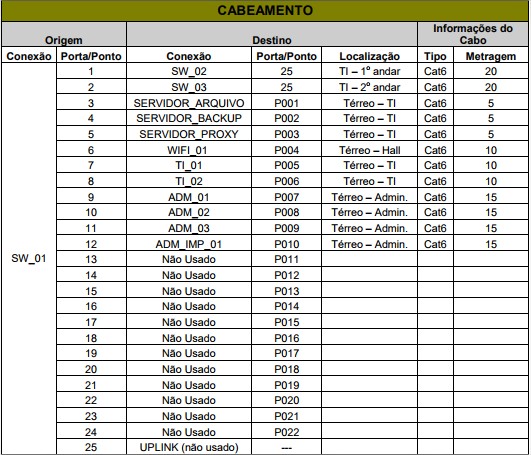 CABEAMENTO
Origem Destino Informações do Cabo
Conexão Porta/Ponto Conexão Porta/Ponto Localização Tipo Metragem
1 SW_02 25 TI – 1º andar Cat6 20
2 SW_03 25 TI – 2º andar Cat6 20
3 SERVIDOR_ARQUIVO P001 Térreo – TI Cat6 5
4 SERVIDOR_BACKUP P002 Térreo – TI Cat6 5
5 SERVIDOR_PROXY P003 Térreo – TI Cat6 5
6 WIFI_01 P004 Térreo – Hall Cat6 10
7 TI_01 P005 Térreo – TI Cat6 10
8 TI_02 P006 Térreo – TI Cat6 10
9 ADM_01 P007 Térreo – Admin. Cat6 15
10 ADM_02 P008 Térreo – Admin. Cat6 15
11 ADM_03 P009 Térreo – Admin. Cat6 15
12 ADM_IMP_01 P010 Térreo – Admin. Cat6 15
SW_01 13 Não Usado P011
14 Não Usado P012
15 Não Usado P013
16 Não Usado P014
17 Não Usado P015
18 Não Usado P016
19 Não Usado P017
20 Não Usado P018
21 Não Usado P019
22 Não Usado P020
23 Não Usado P021
24 Não Usado P022
25 UPLINK (não usado) ---